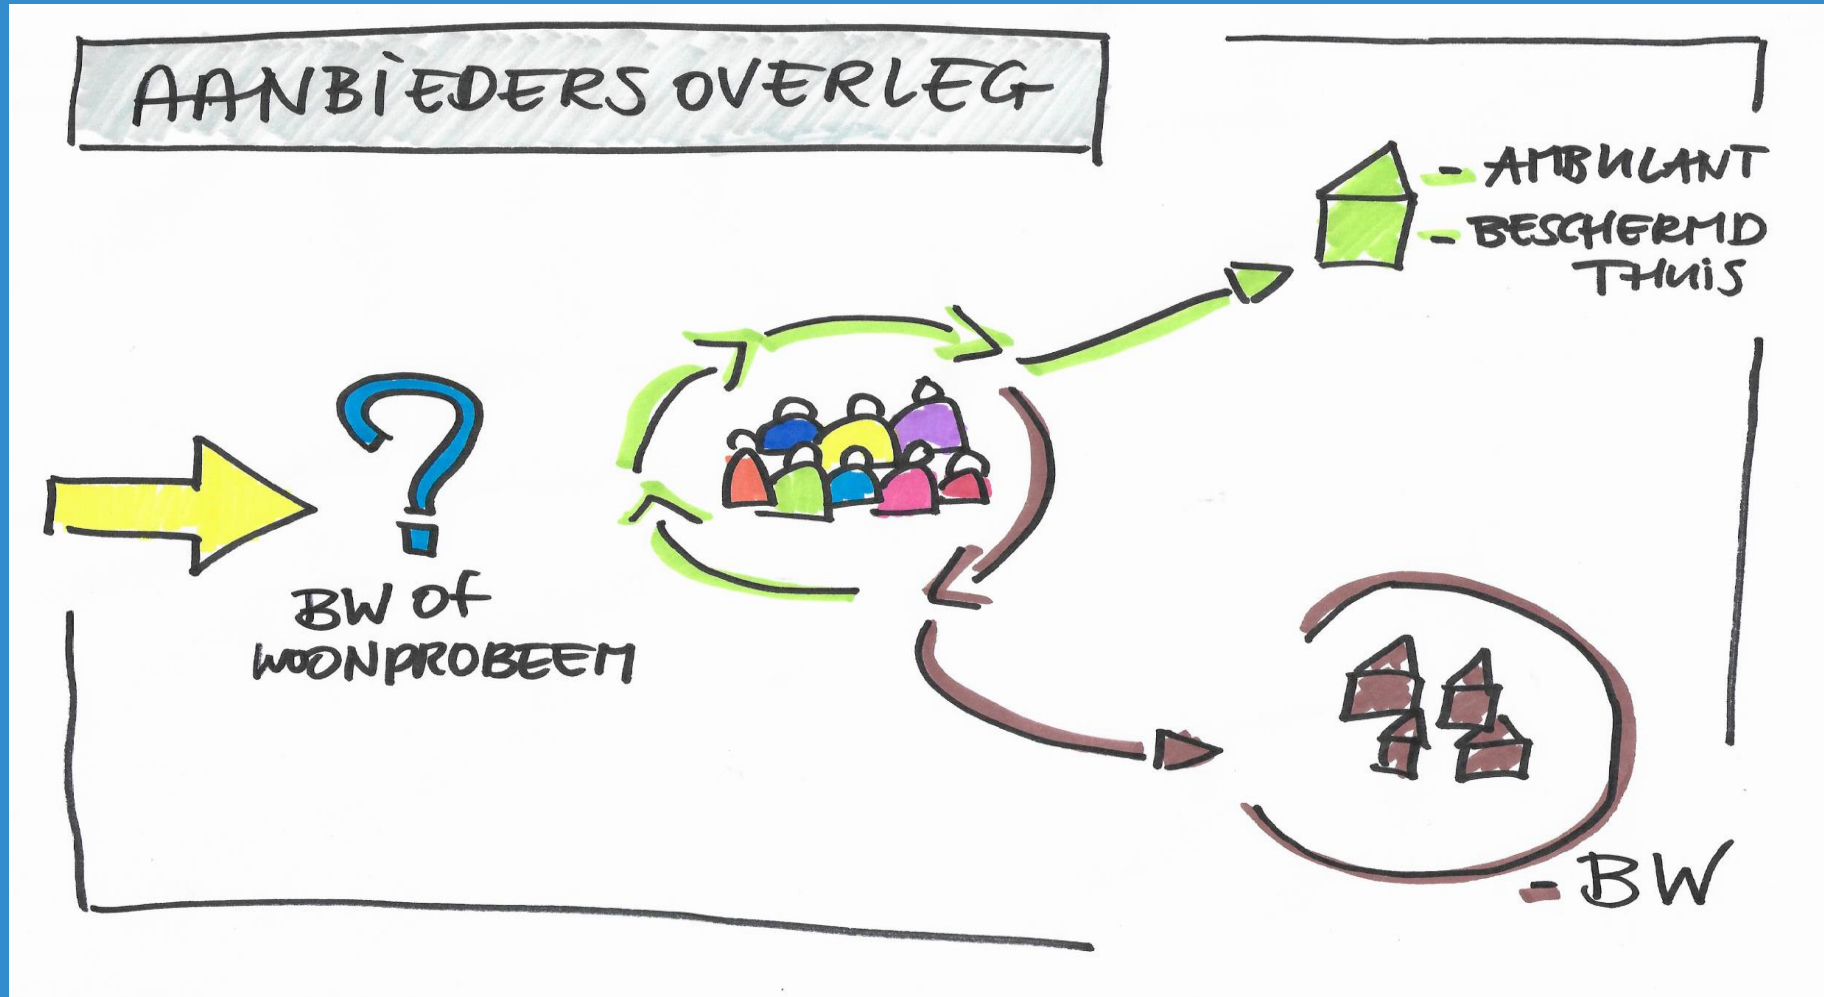 AANBIEDERS OVERLEG
- AMBULANT
- BESCHERMD
THUIS
?
BW Of
WOONPROBEEM
- BW